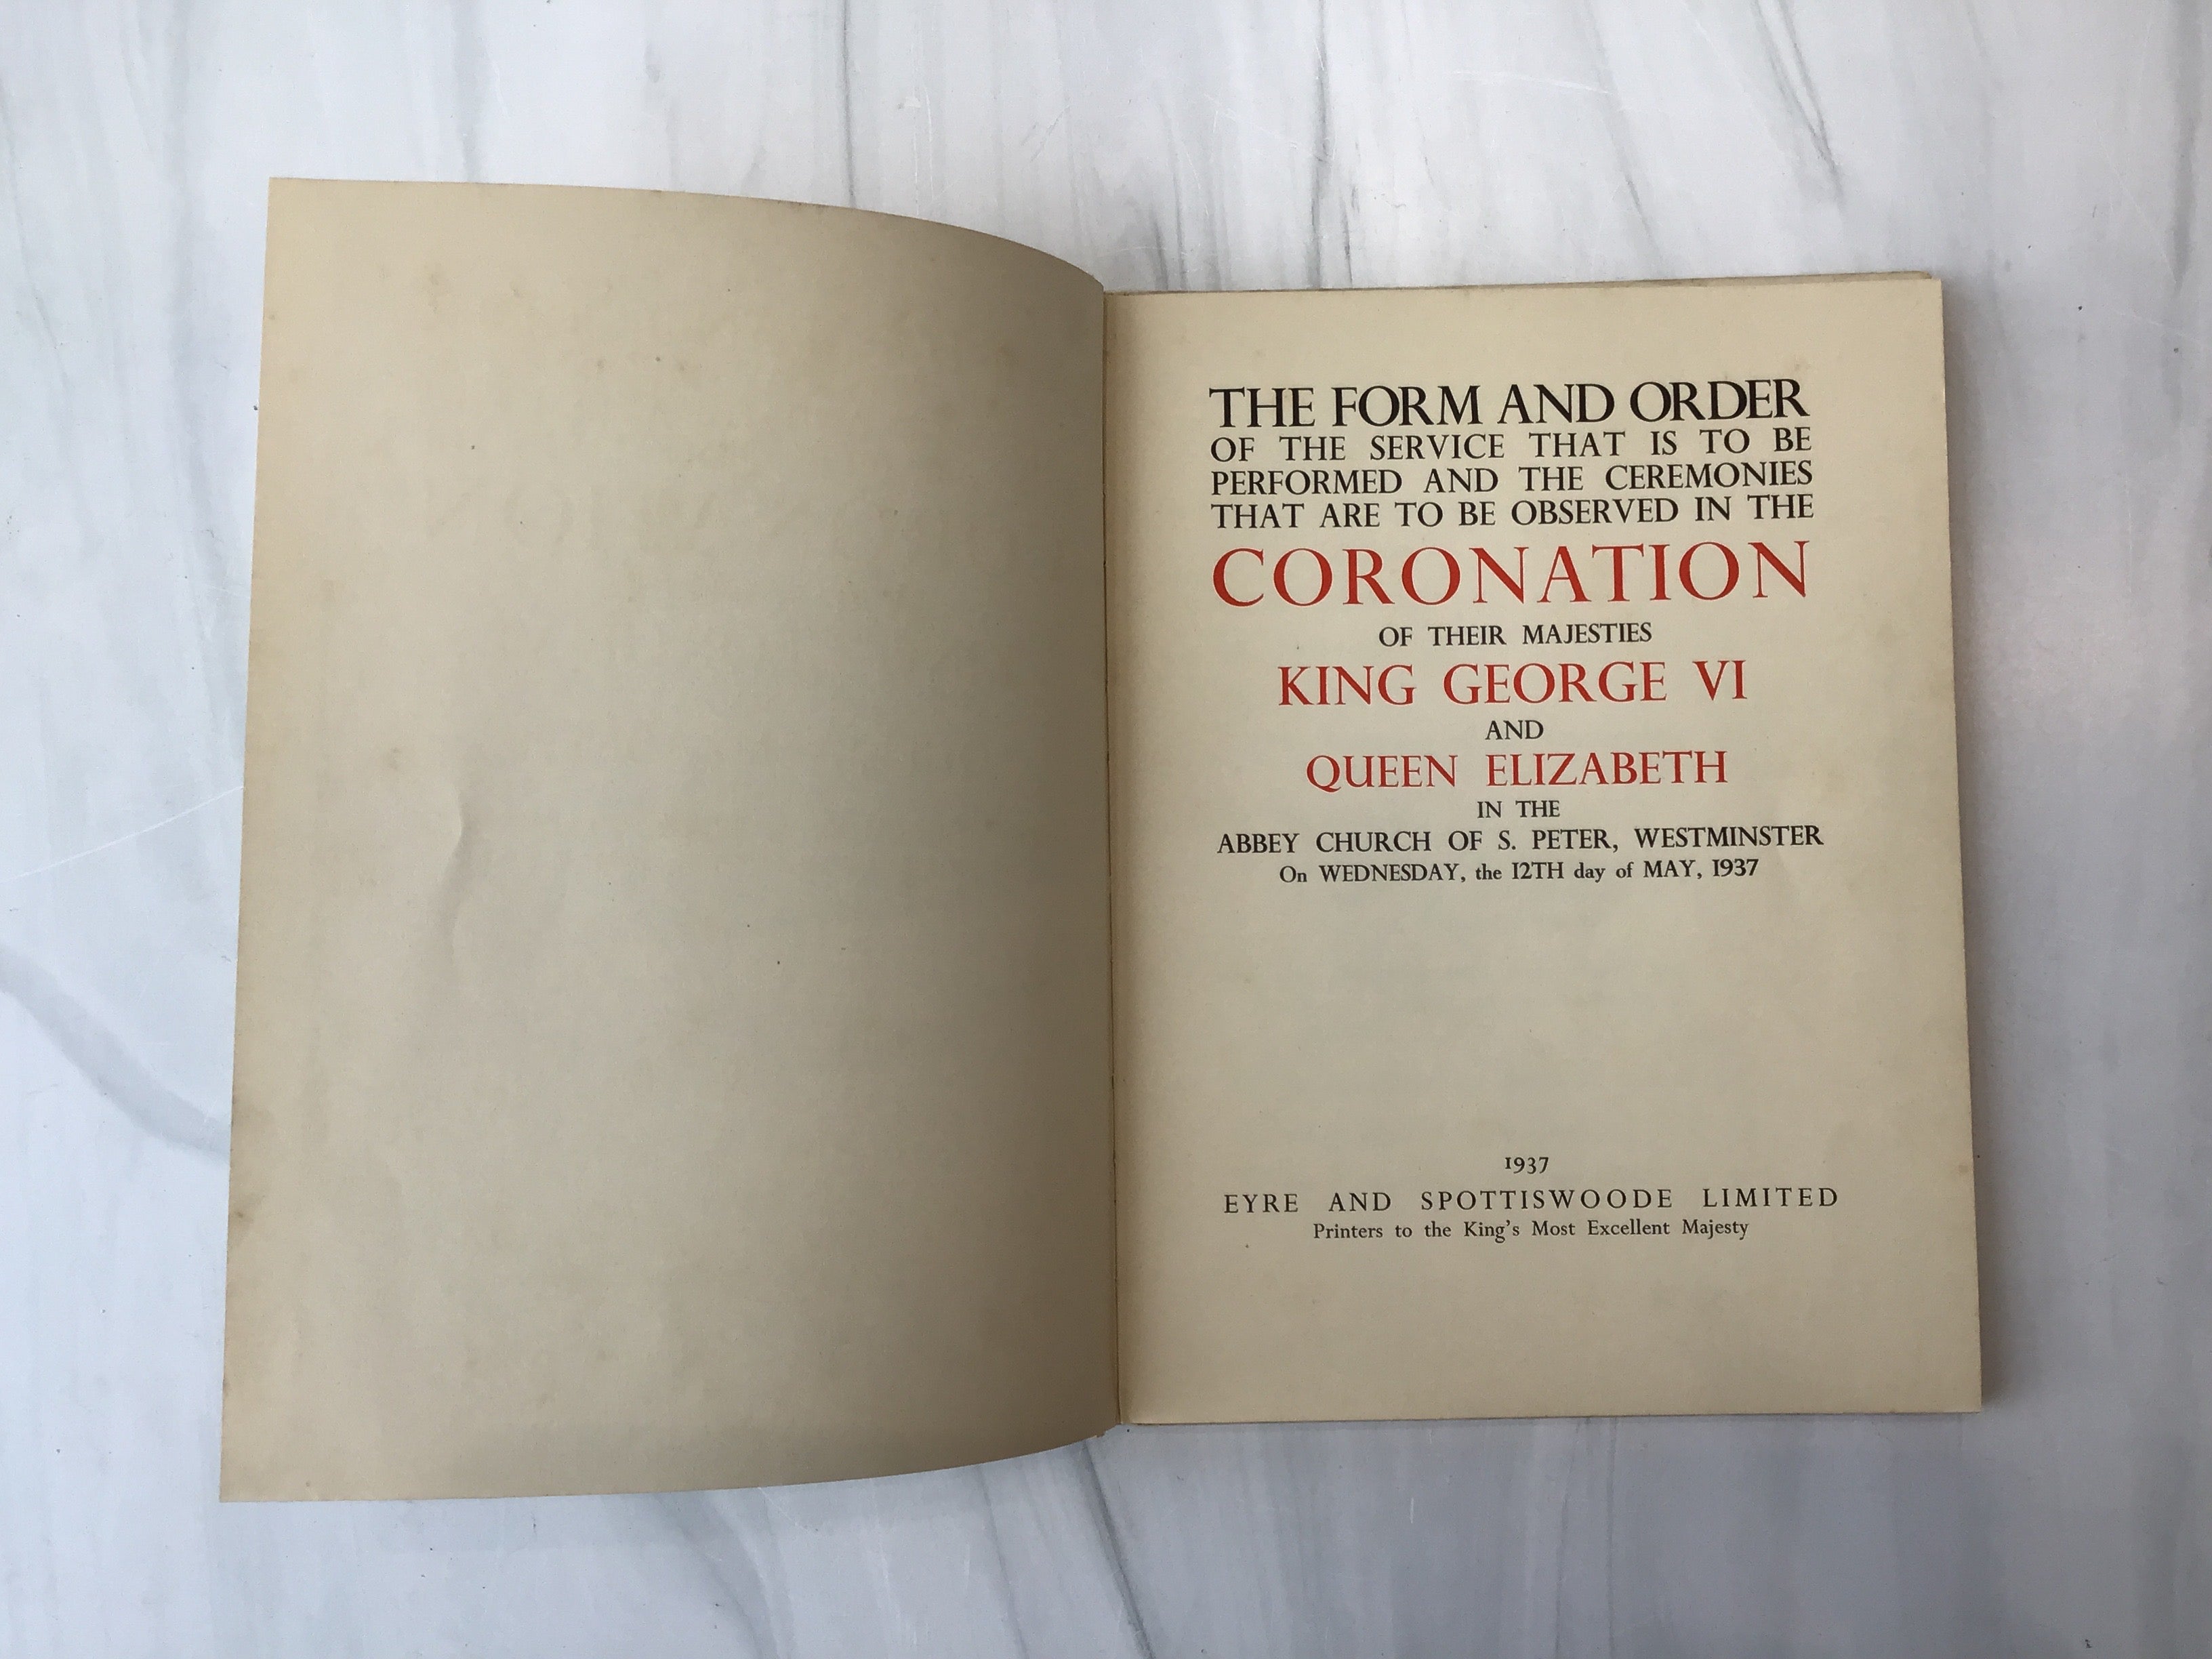 THE FORM AND ORDER
OF THE SERVICE THAT IS TO BE
PERFORMED AND THE CEREMONIES
THAT ARE TO BE OBSERVED IN THE
CORONATION
OF THEIR MAJESTIES
KING GEORGE VI
AND
QUEEN ELIZABETH
IN THE
ABBEY CHURCH OF S. PETER, WESTMINSTER
On WEDNESDAY, the 12TH day of MAY, 1937
1937
EYRE AND SPOTTISWOODE LIMITED
Printers to the King's Most Excellent Majesty